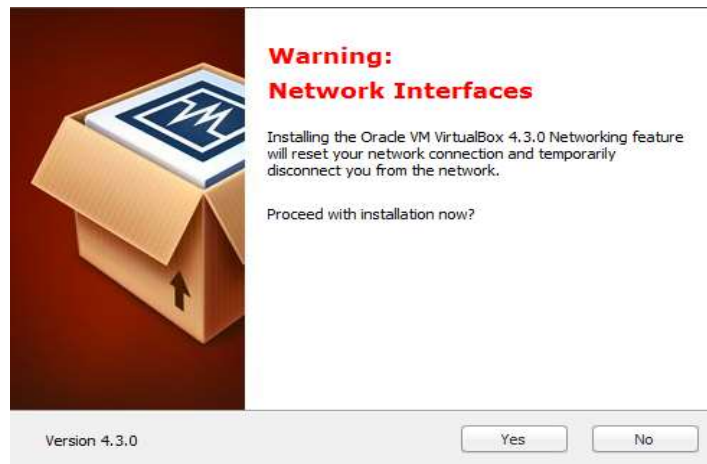 Warning:
Network Interfaces
Installing the Oracle VM VirtualBox 4.3.0 Networking feature
will reset your network connection and temporarily
disconnect you from the network.
Proceed with installation now?
Version 4.3.0
Yes
No